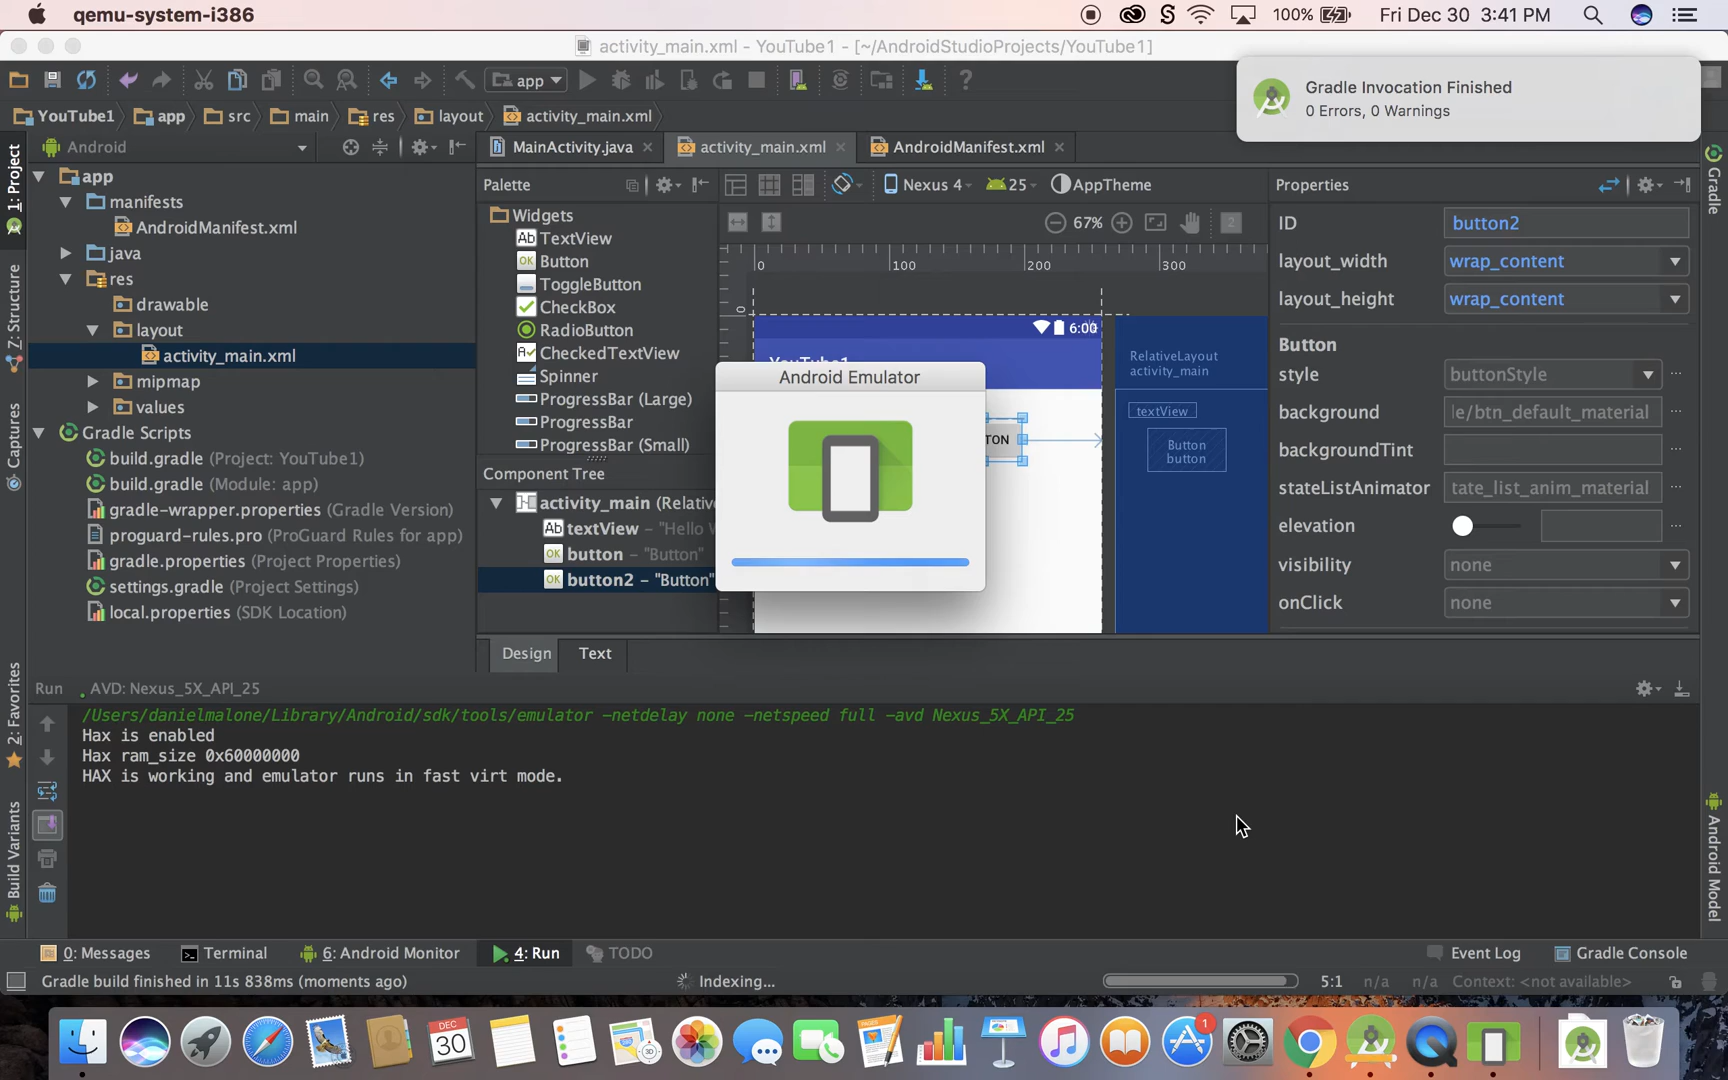 qemu-system-i386
100%
Fri Dec 30 3:41 PM
activity_main.xml - YouTube1 - [~/AndroidStudioProjects/YouTube1]
app
Gradle Invocation Finished
0 Errors, 0 Warnings
YouTube1
app
src
main
res
layout
activity_main.xml
1: Project
Z: Structure
Captures
2: Favorites
Build Variants
Android
app
manifests
AndroidManifest.xml
java
res
drawable
layout
activity_main.xml
mipmap
values
Gradle Scripts
build.gradle (Project: YouTube1)
build.gradle (Module: app)
gradle-wrapper.properties (Gradle Version)
proguard-rules.pro (ProGuard Rules for app)
gradle.properties (Project Properties)
settings.gradle (Project Settings)
local.properties (SDK Location)
MainActivity.java
activity_main.xml
AndroidManifest.xml
Palette
Widgets
Ab TextView
OK Button
ToggleButton
CheckBox
RadioButton
CheckedTextView
Spinner
ProgressBar (Large)
ProgressBar
ProgressBar (Small)
Component Tree
activity_main (Relative
Ab textView - "Hello W
OK button - "Button"
OK button2 - "Button"
Nexus 4
25
AppTheme
67%
2
0
100
200
300
0
6:00
YouTube1
TON
RelativeLayout
activity_main
textView
Button
button
Android Emulator
Properties
ID
button2
layout_width
wrap_content
layout_height
wrap_content
Button
style
buttonStyle
background
le/btn_default_material
backgroundTint
stateListAnimator
tate_list_anim_material
elevation
visibility
none
onClick
none
Gradle
Android Model
Design
Text
Run
AVD: Nexus_5X_API_25
/Users/danielmalone/Library/Android/sdk/tools/emulator -netdelay none -netspeed full -avd Nexus_5X_API_25
Hax is enabled
Hax ram_size 0x60000000
HAX is working and emulator runs in fast virt mode.
0: Messages
Terminal
6: Android Monitor
4: Run
TODO
Event Log
Gradle Console
Gradle build finished in 11s 838ms (moments ago)
Indexing...
5:1
n/a
n/a
Context: <not available>
DEC
30
1